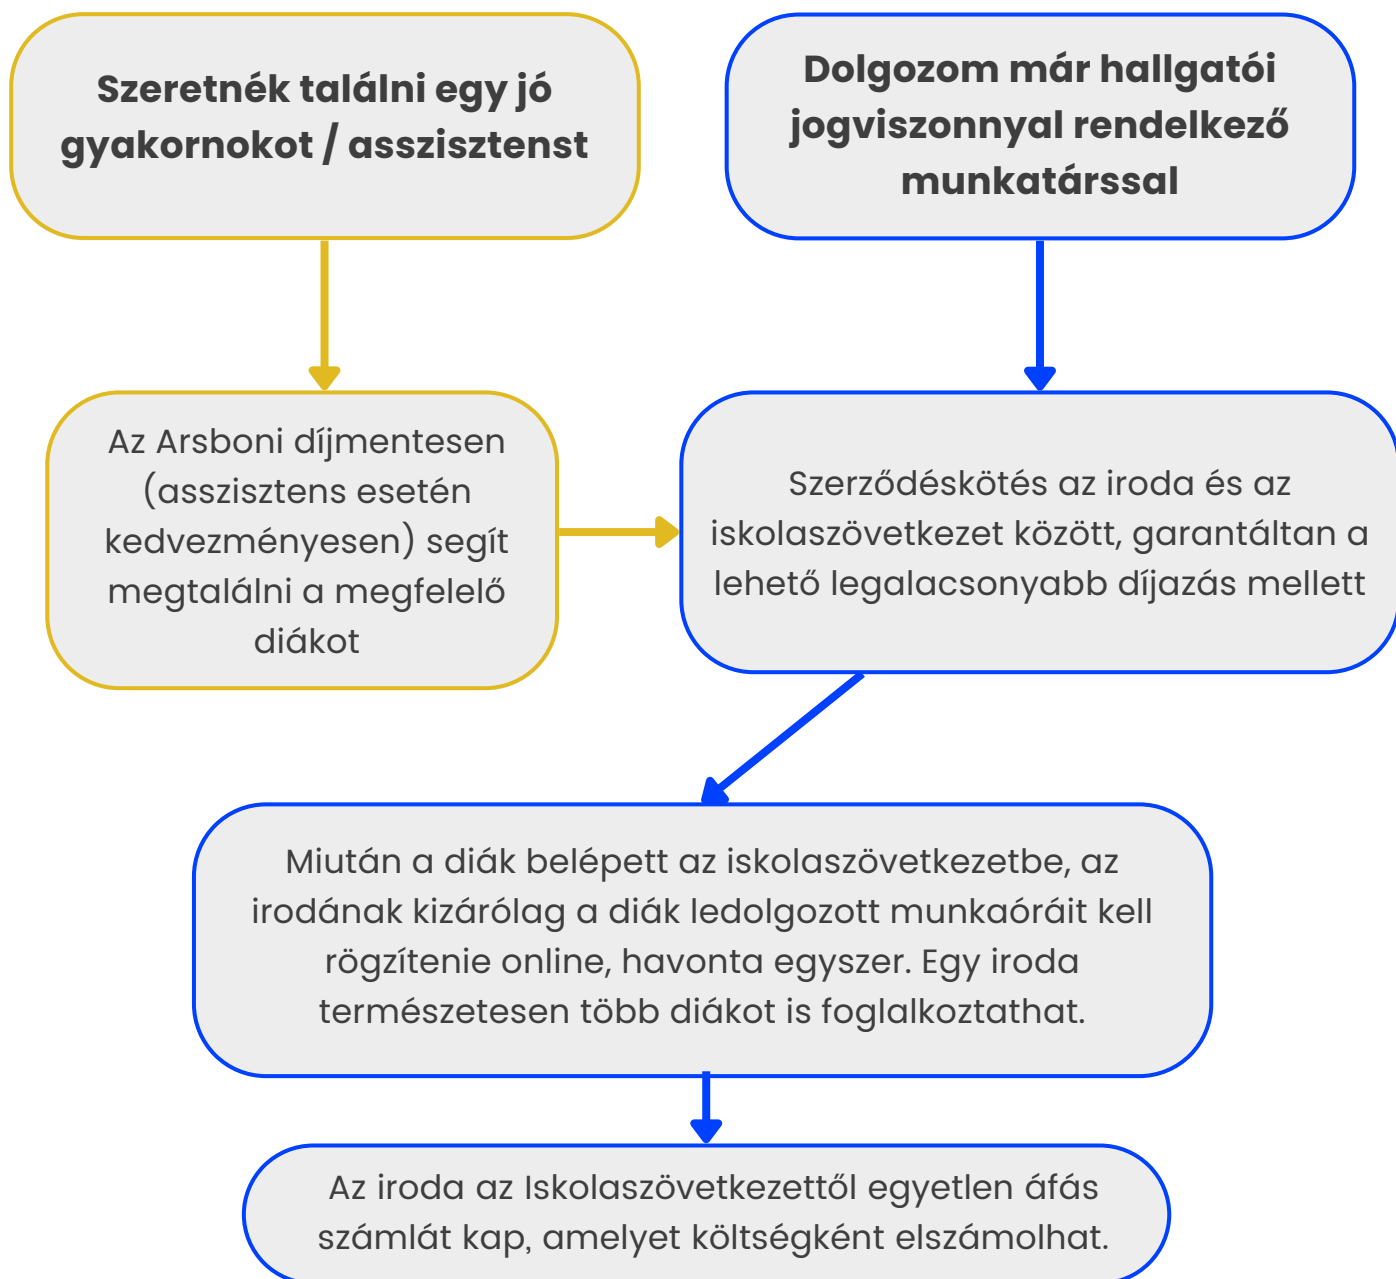 Szeretnék találni egy jó
gyakornokot / asszisztenst
Dolgozom már hallgatói
jogviszonnyal rendelkező
munkatárssal
Az Arsboni díjmentesen
(asszisztens esetén
kedvezményesen) segít
megtalálni a megfelelő
diákot
Szerződéskötés az iroda és az
iskolaszövetkezet között, garantáltan a
lehető legalacsonyabb díjazás mellett
Miután a diák belépett az iskolaszövetkezetbe, az
irodának kizárólag a diák ledolgozott munkaóráit kell
rögzítenie online, havonta egyszer. Egy iroda
természetesen több diákot is foglalkoztathat.
Az iroda az Iskolaszövetkezettől egyetlen áfás
számlát kap, amelyet költségként elszámolhat.